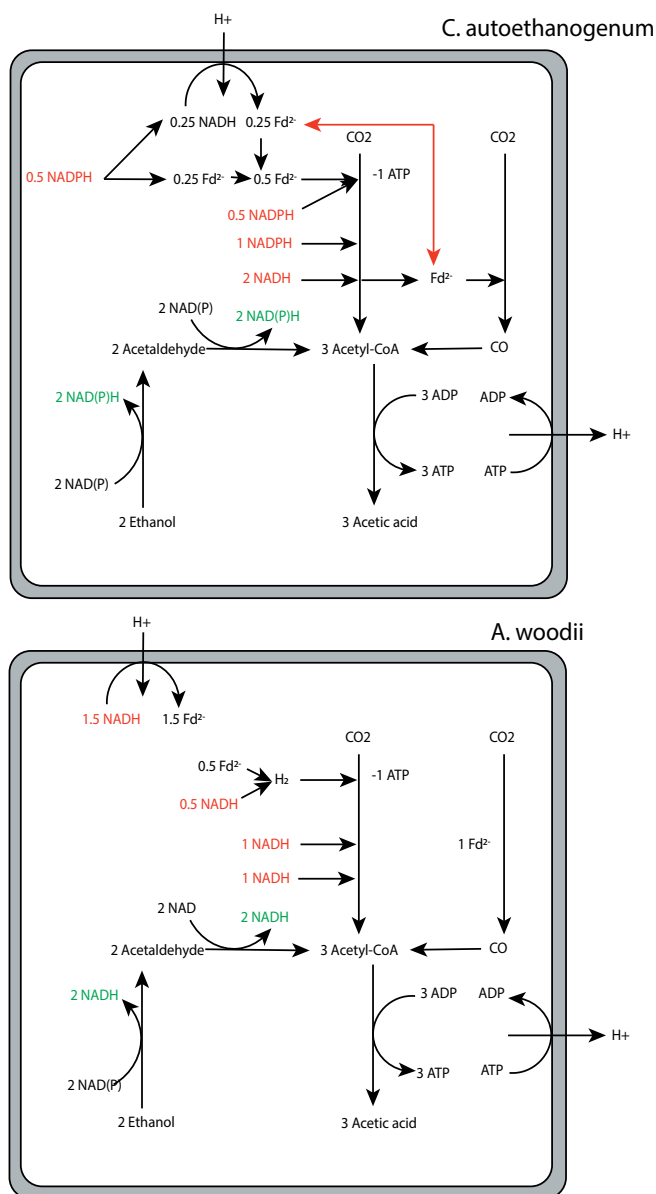 C. autoethanogenum
H+
0.25 NADH 0.25 Fd²⁻
CO2 CO2
0.5 NADPH 0.25 Fd²⁻ 0.5 Fd²⁻ -1 ATP
0.5 NADPH
1 NADPH
2 NADH Fd²⁻
2 NAD(P) 2 NAD(P)H
2 Acetaldehyde 3 Acetyl-CoA CO
2 NAD(P)H 3 ADP ADP
H+
2 NAD(P) 3 ATP ATP
2 Ethanol 3 Acetic acid
H+ A. woodii
1.5 NADH 1.5 Fd²⁻
CO2 CO2
0.5 Fd²⁻ H₂ -1 ATP
0.5 NADH
1 NADH 1 Fd²⁻
1 NADH
2 NAD 2 NADH
2 Acetaldehyde 3 Acetyl-CoA CO
2 NADH 3 ADP ADP
H+
2 NAD(P) 3 ATP ATP
2 Ethanol 3 Acetic acid